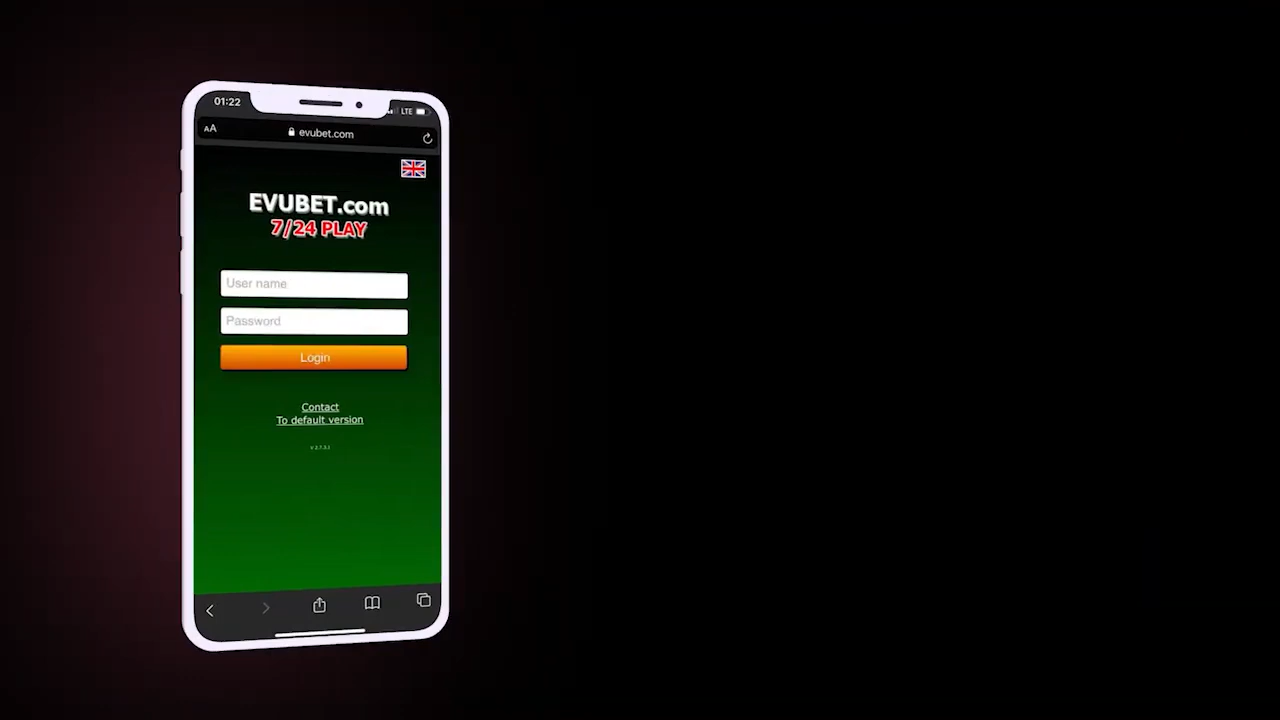 01:22
LTE
AA
evubet.com
EVUBET.com
7/24 PLAY
User name
Password
Login
Contact
To default version